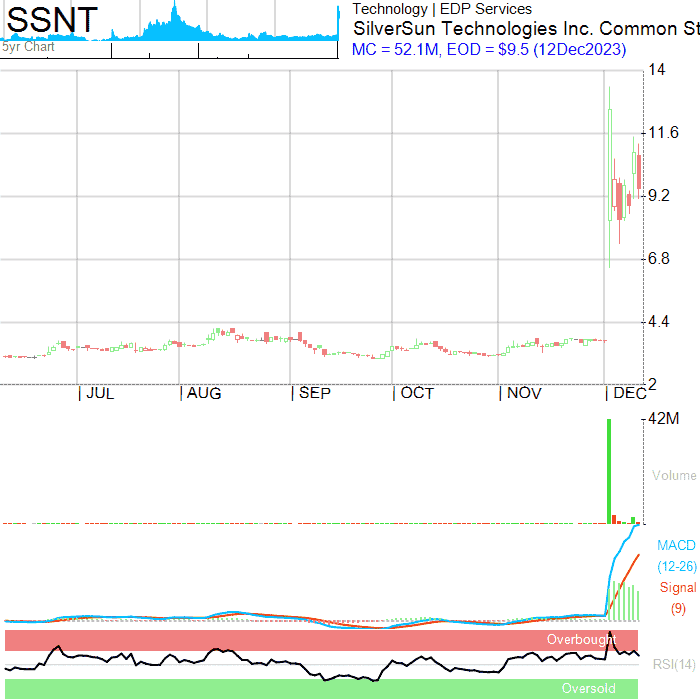 SSNT
5yr Chart
Technology | EDP Services
SilverSun Technologies Inc. Common St
MC = 52.1M, EOD = $9.5 (12Dec2023)
14
11.6
9.2
6.8
4.4
2
JUL
AUG
SEP
OCT
NOV
DEC
42M
Volume
MACD
(12-26)
Signal
(9)
Overbought
RSI(14)
Oversold